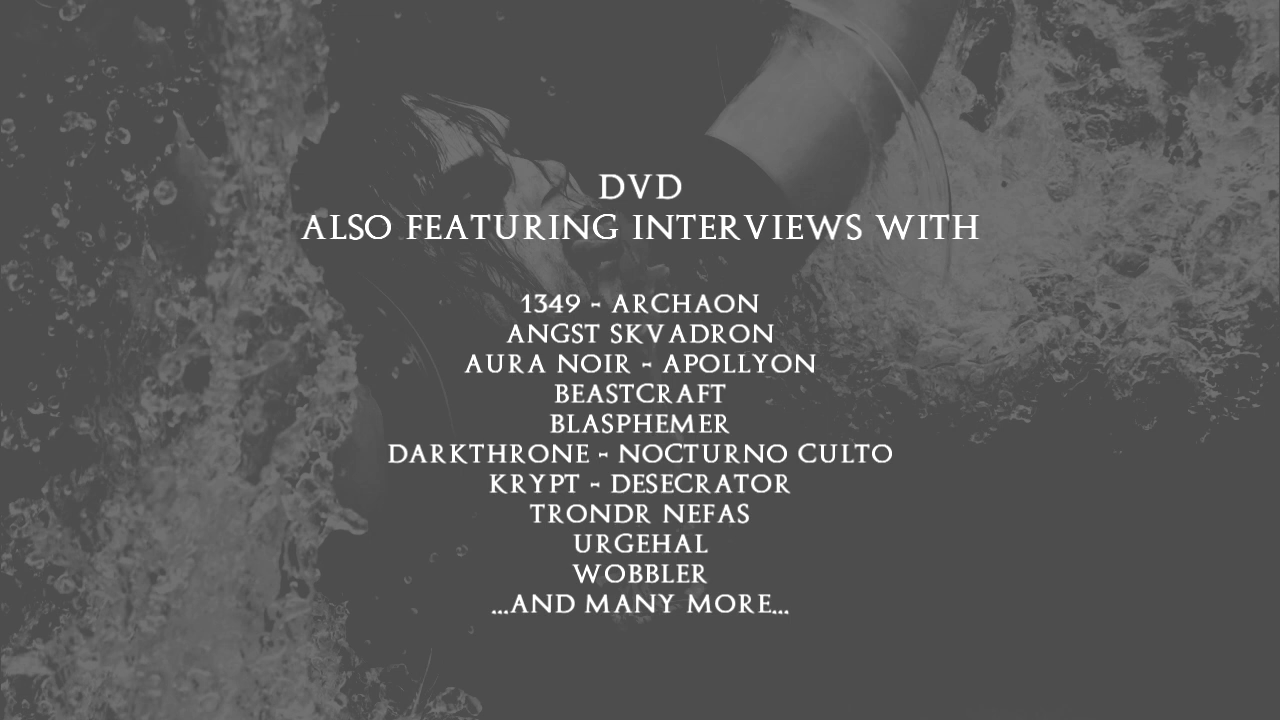 DVD
ALSO FEATURING INTERVIEWS WITH
1349 - ARCHAON
ANGST SKVADRON
AURA NOIR - APOLLYON
BEASTCRAFT
BLASPHEMER
DARKTHRONE - NOCTURNO CULTO
KRYPT - DESECRATOR
TRONDR NEFAS
URGEHAL
WOBBLER
...AND MANY MORE...